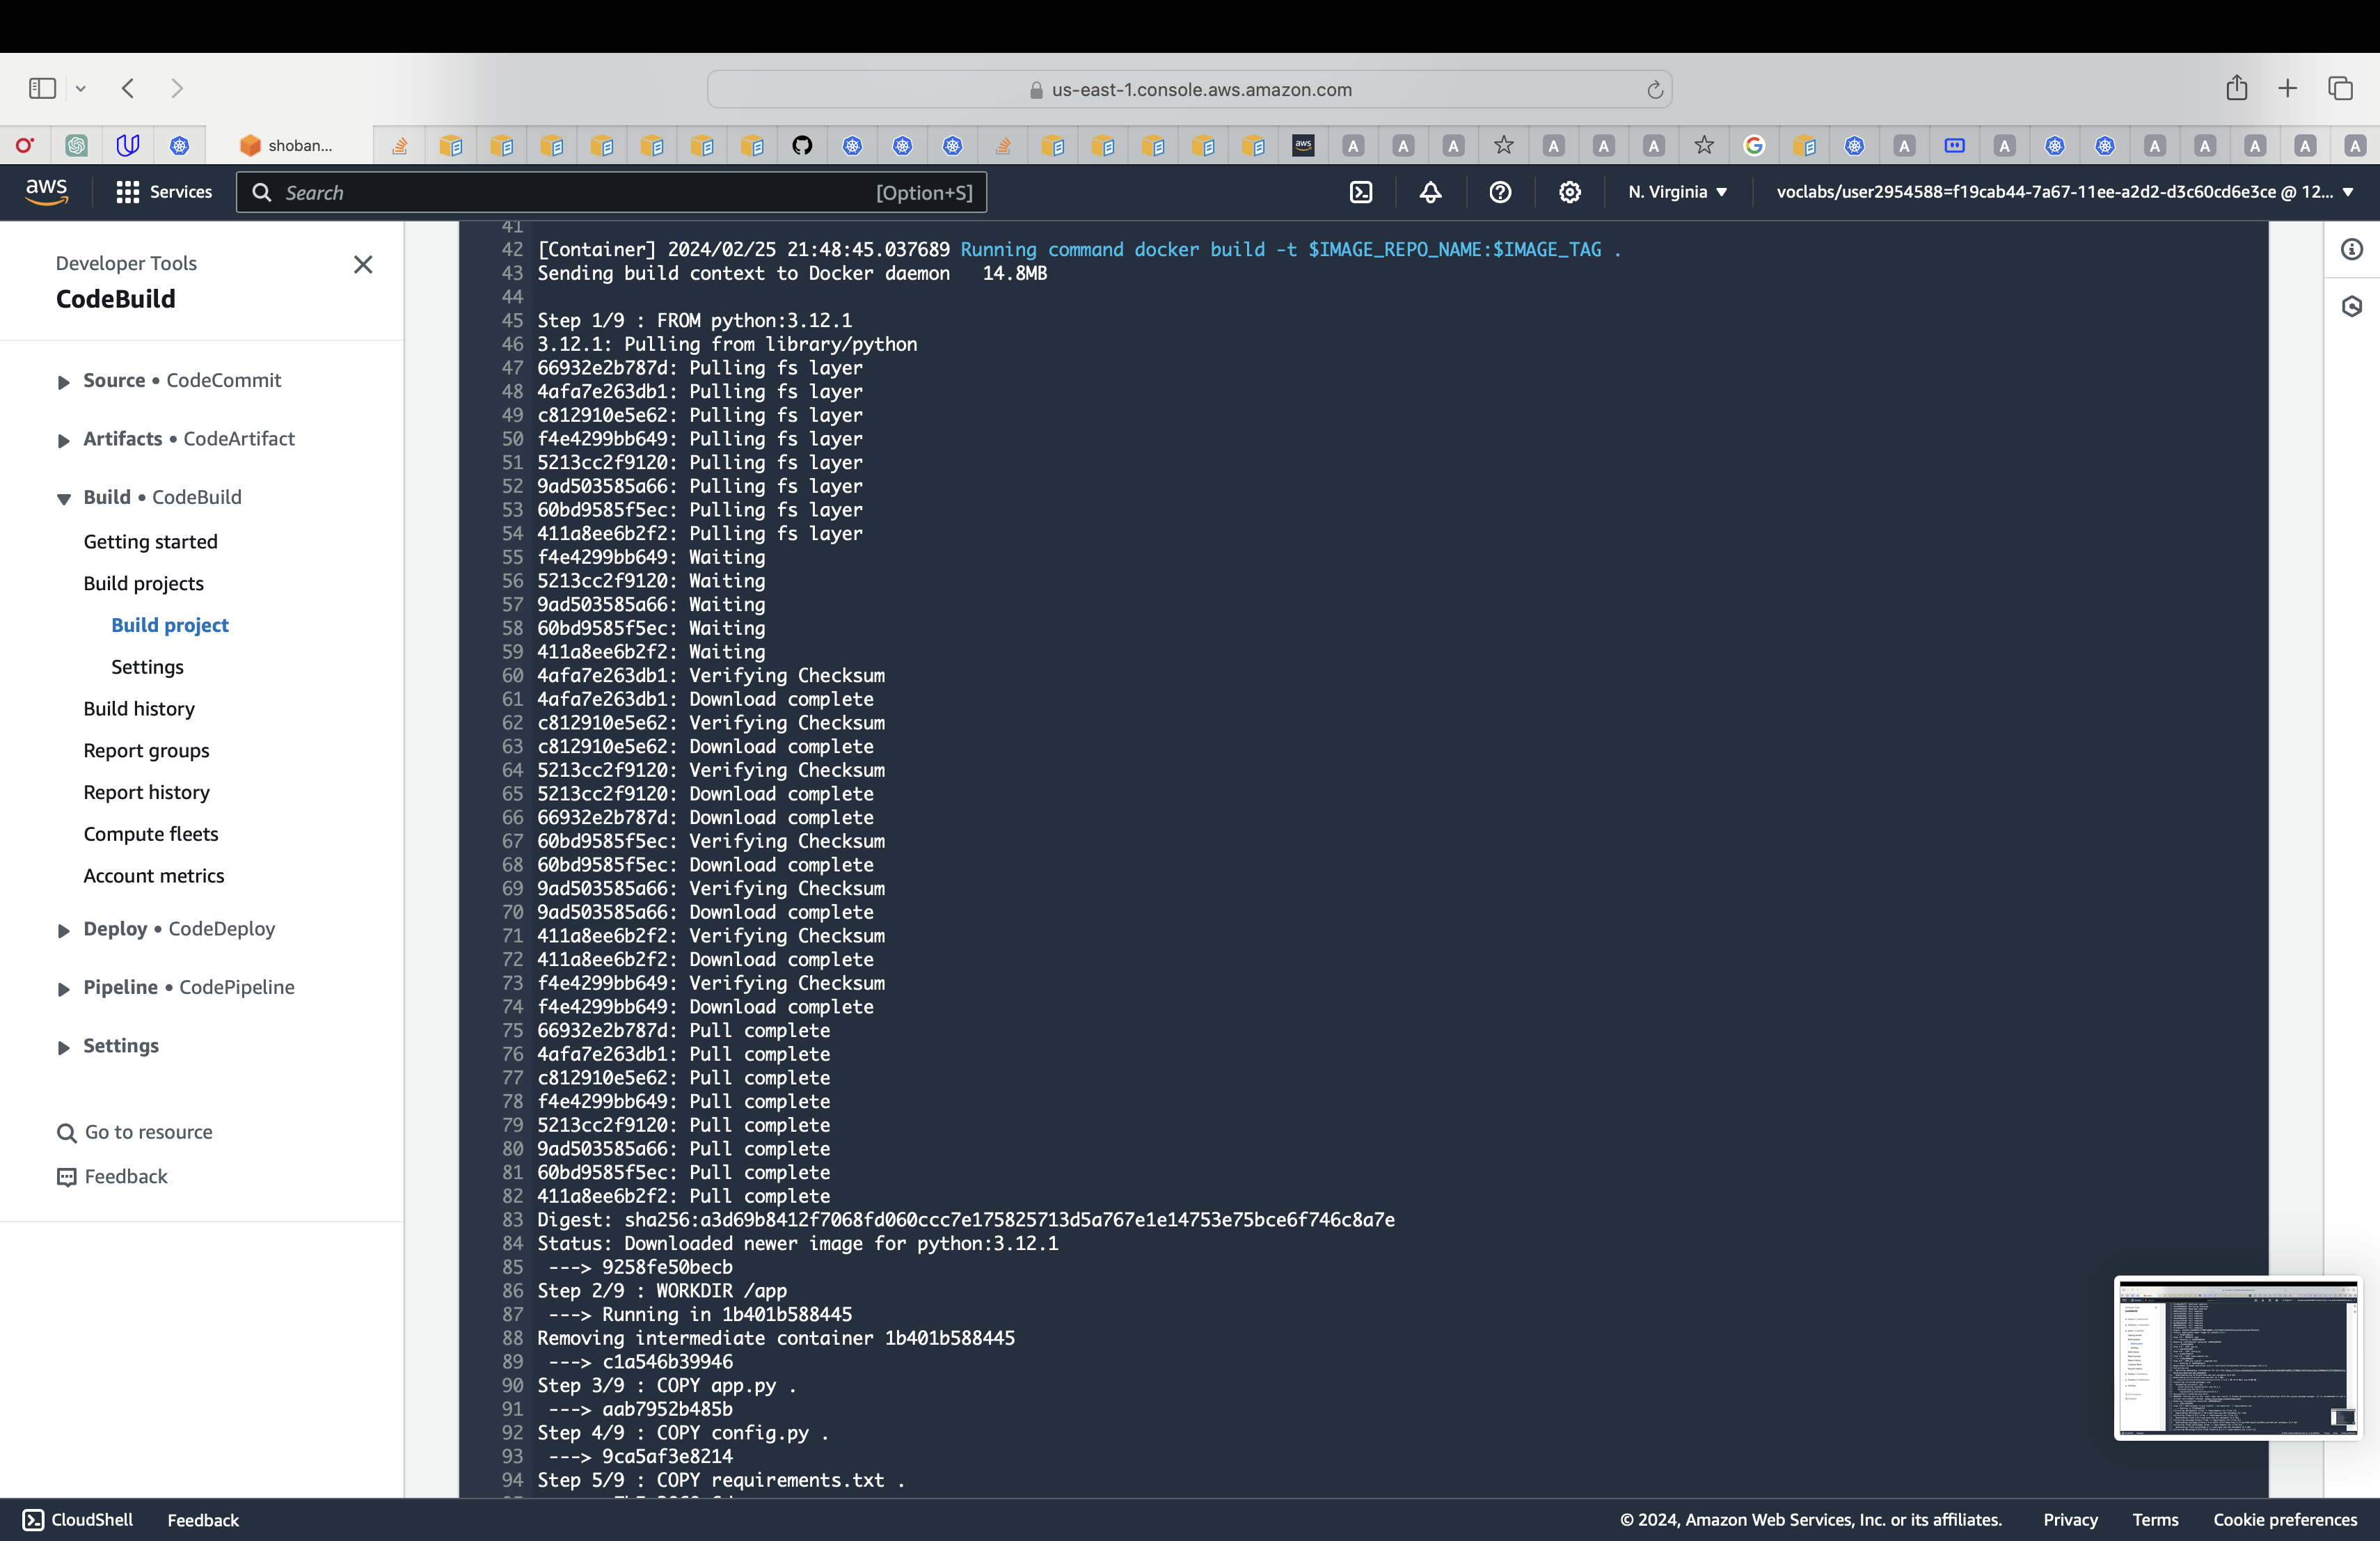 us-east-1.console.aws.amazon.com
shoban...
aws
Services
Search
[Option+S]
N. Virginia
voclabs/user2954588=f19cab44-7a67-11ee-a2d2-d3c60cd6e3ce @ 12...
Developer Tools
CodeBuild
Source • CodeCommit
Artifacts • CodeArtifact
Build • CodeBuild
Getting started
Build projects
Build project
Settings
Build history
Report groups
Report history
Compute fleets
Account metrics
Deploy • CodeDeploy
Pipeline • CodePipeline
Settings
Go to resource
Feedback
41
42 [Container] 2024/02/25 21:48:45.037689 Running command docker build -t $IMAGE_REPO_NAME:$IMAGE_TAG .
43 Sending build context to Docker daemon   14.8MB
44
45 Step 1/9 : FROM python:3.12.1
46 3.12.1: Pulling from library/python
47 66932e2b787d: Pulling fs layer
48 4afa7e263db1: Pulling fs layer
49 c812910e5e62: Pulling fs layer
50 f4e4299bb649: Pulling fs layer
51 5213cc2f9120: Pulling fs layer
52 9ad503585a66: Pulling fs layer
53 60bd9585f5ec: Pulling fs layer
54 411a8ee6b2f2: Pulling fs layer
55 f4e4299bb649: Waiting
56 5213cc2f9120: Waiting
57 9ad503585a66: Waiting
58 60bd9585f5ec: Waiting
59 411a8ee6b2f2: Waiting
60 4afa7e263db1: Verifying Checksum
61 4afa7e263db1: Download complete
62 c812910e5e62: Verifying Checksum
63 c812910e5e62: Download complete
64 5213cc2f9120: Verifying Checksum
65 5213cc2f9120: Download complete
66 66932e2b787d: Download complete
67 60bd9585f5ec: Verifying Checksum
68 60bd9585f5ec: Download complete
69 9ad503585a66: Verifying Checksum
70 9ad503585a66: Download complete
71 411a8ee6b2f2: Verifying Checksum
72 411a8ee6b2f2: Download complete
73 f4e4299bb649: Verifying Checksum
74 f4e4299bb649: Download complete
75 66932e2b787d: Pull complete
76 4afa7e263db1: Pull complete
77 c812910e5e62: Pull complete
78 f4e4299bb649: Pull complete
79 5213cc2f9120: Pull complete
80 9ad503585a66: Pull complete
81 60bd9585f5ec: Pull complete
82 411a8ee6b2f2: Pull complete
83 Digest: sha256:a3d69b8412f7068fd060ccc7e175825713d5a767e1e14753e75bce6f746c8a7e
84 Status: Downloaded newer image for python:3.12.1
85  ---> 9258fe50becb
86 Step 2/9 : WORKDIR /app
87  ---> Running in 1b401b588445
88 Removing intermediate container 1b401b588445
89  ---> c1a546b39946
90 Step 3/9 : COPY app.py .
91  ---> aab7952b485b
92 Step 4/9 : COPY config.py .
93  ---> 9ca5af3e8214
94 Step 5/9 : COPY requirements.txt .
CloudShell
Feedback
© 2024, Amazon Web Services, Inc. or its affiliates.
Privacy
Terms
Cookie preferences